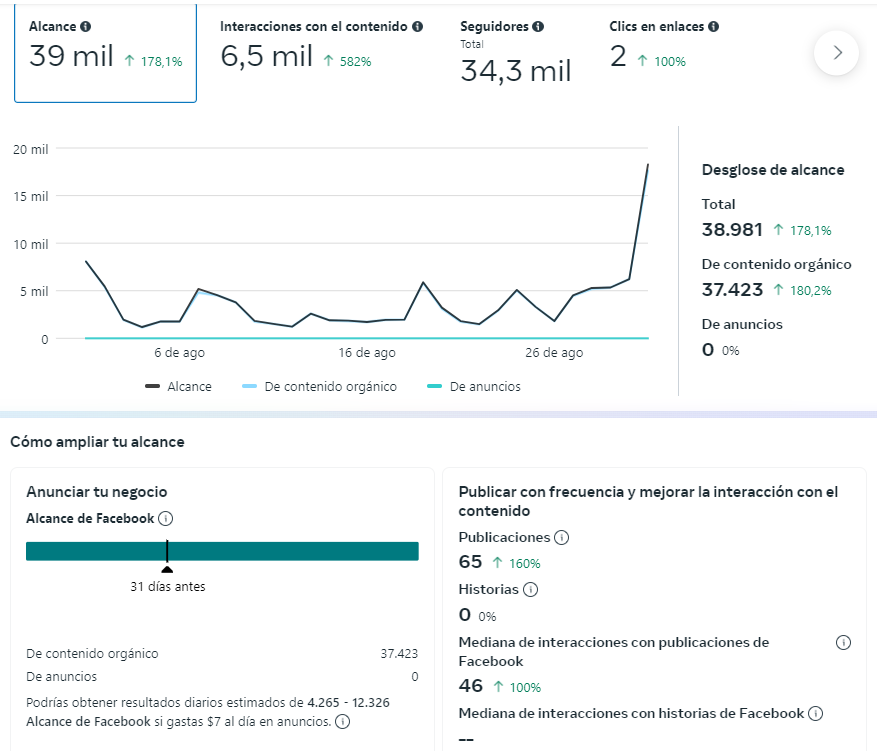 Alcance
39 mil ↑ 178,1%
Interacciones con el contenido
6,5 mil ↑ 582%
Seguidores
Total
34,3 mil
Clics en enlaces
2 ↑ 100%
20 mil
15 mil
10 mil
5 mil
0
6 de ago
16 de ago
26 de ago
Alcance
De contenido orgánico
De anuncios
Desglose de alcance
Total
38.981 ↑ 178,1%
De contenido orgánico
37.423 ↑ 180,2%
De anuncios
0 0%
Cómo ampliar tu alcance
Anunciar tu negocio
Alcance de Facebook
31 días antes
De contenido orgánico 37.423
De anuncios 0
Podrías obtener resultados diarios estimados de 4.265 - 12.326
Alcance de Facebook si gastas $7 al día en anuncios.
Publicar con frecuencia y mejorar la interacción con el
contenido
Publicaciones
65 ↑ 160%
Historias
0 0%
Mediana de interacciones con publicaciones de
Facebook
46 ↑ 100%
Mediana de interacciones con historias de Facebook
--